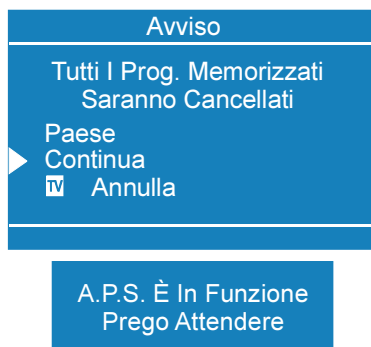 Avviso
Tutti I Prog. Memorizzati
Saranno Cancellati
Paese
Continua
TV Annulla
A.P.S. È In Funzione
Prego Attendere